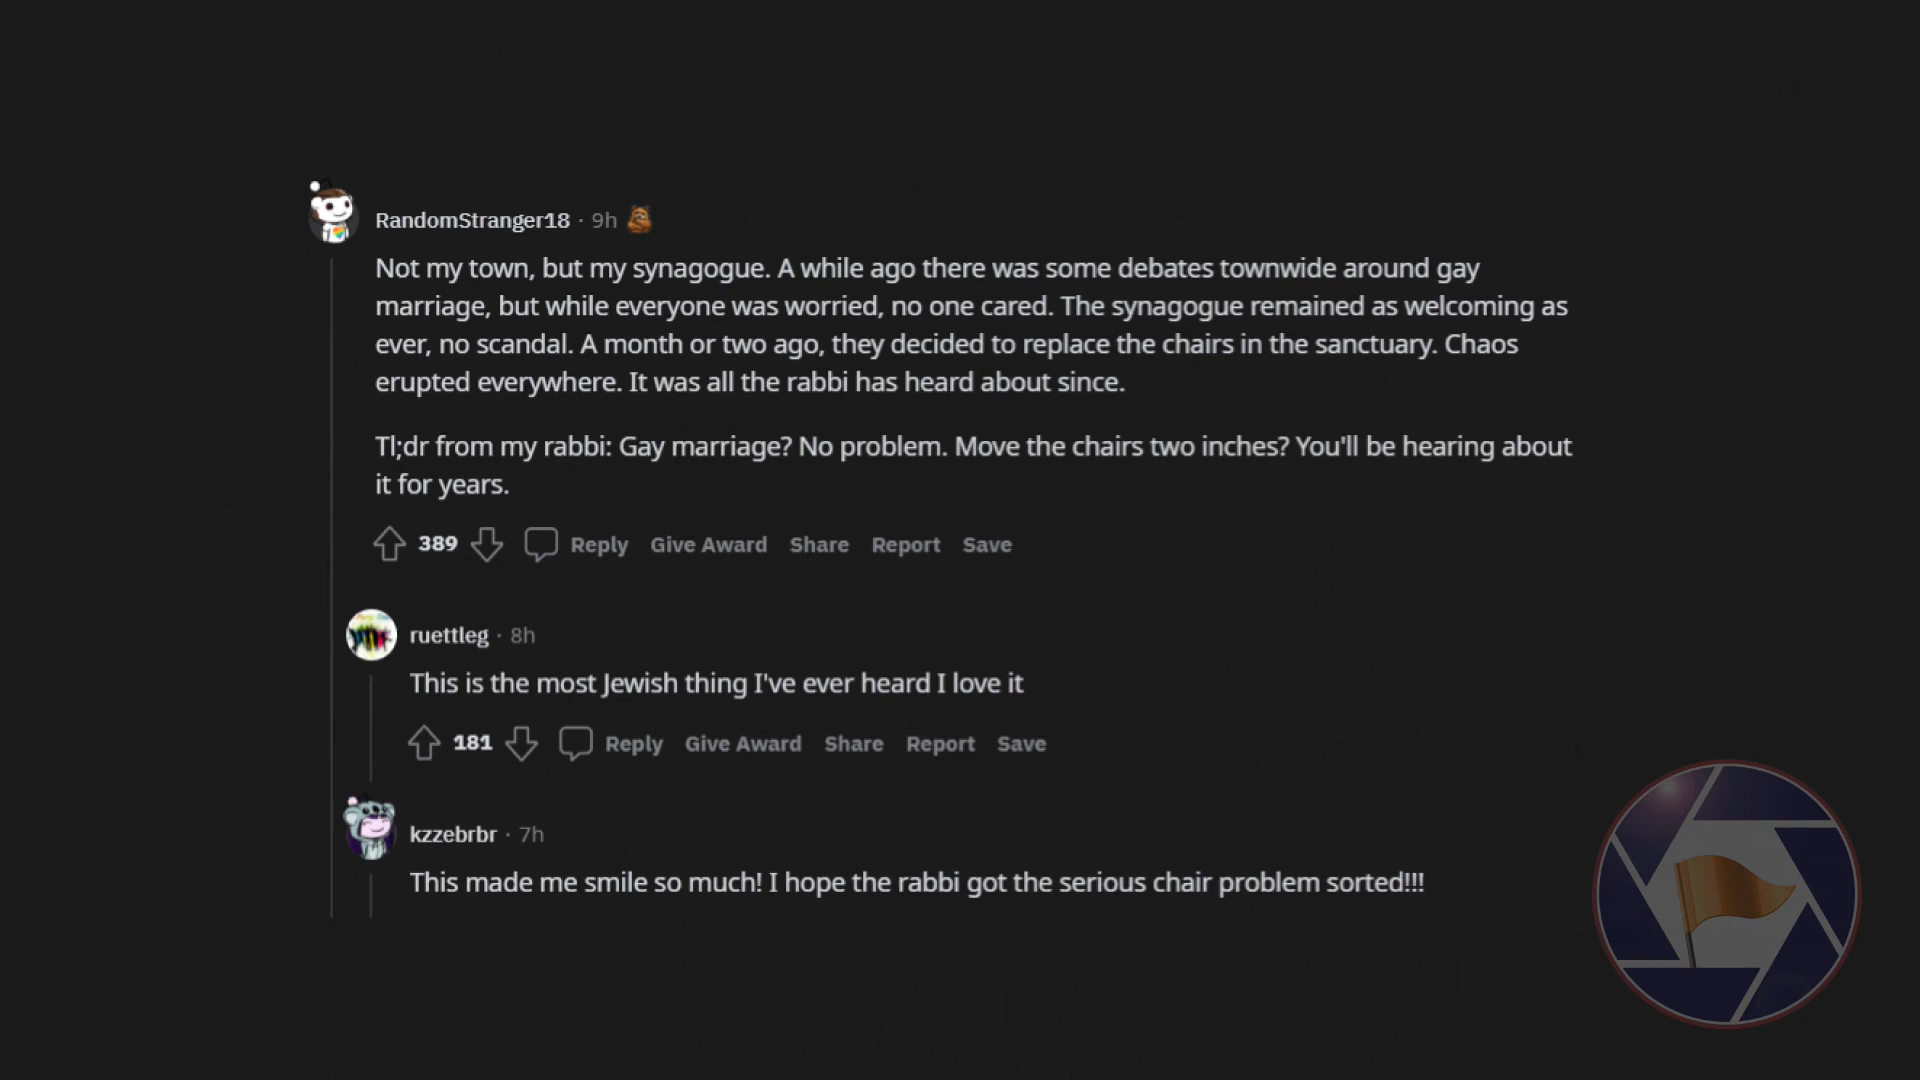 RandomStranger18 · 9h
Not my town, but my synagogue. A while ago there was some debates townwide around gay
marriage, but while everyone was worried, no one cared. The synagogue remained as welcoming as
ever, no scandal. A month or two ago, they decided to replace the chairs in the sanctuary. Chaos
erupted everywhere. It was all the rabbi has heard about since.
Tl;dr from my rabbi: Gay marriage? No problem. Move the chairs two inches? You'll be hearing about
it for years.
389 Reply Give Award Share Report Save
ruettleg · 8h
This is the most Jewish thing I've ever heard I love it
181 Reply Give Award Share Report Save
kzzebrbr · 7h
This made me smile so much! I hope the rabbi got the serious chair problem sorted!!!